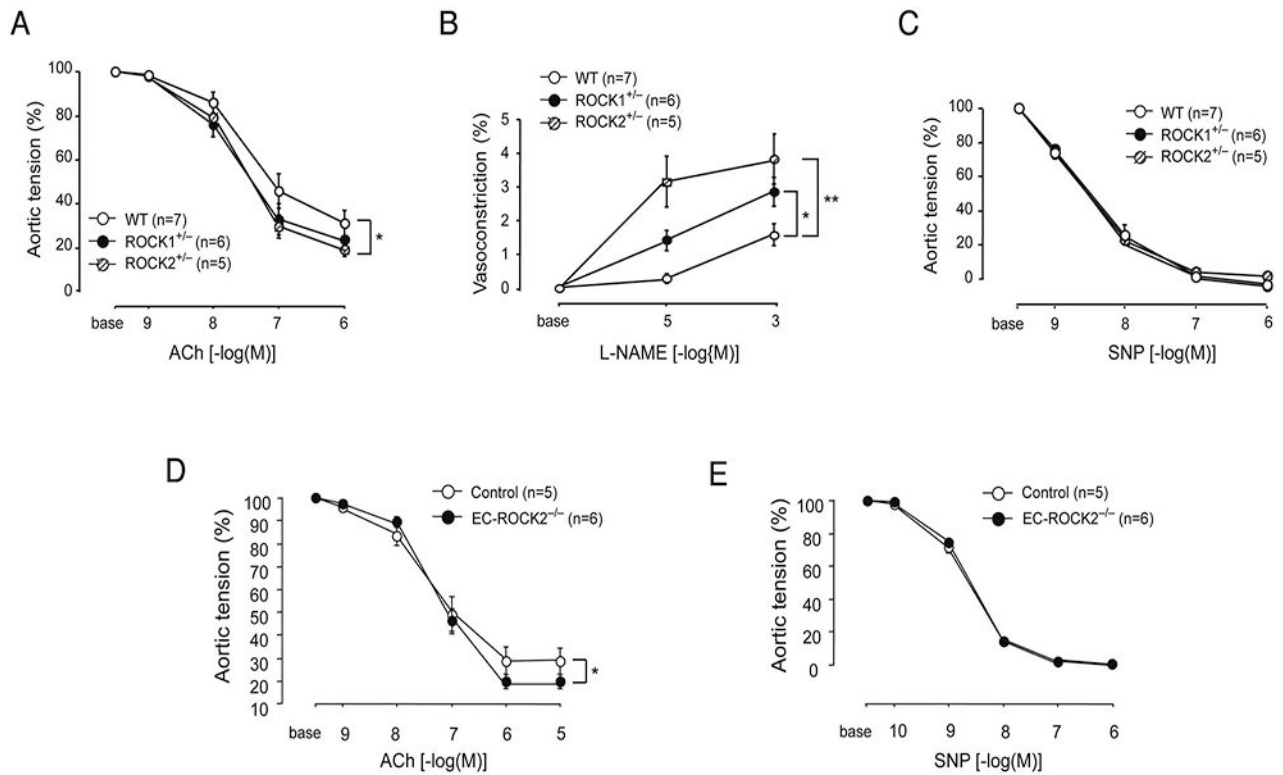 A
Aortic tension (%)
100
80
60
40
20
0
WT (n=7)
ROCK1+/– (n=6)
ROCK2+/– (n=5)
*
base 9 8 7 6
ACh [-log(M)]
B
Vasoconstriction (%)
WT (n=7)
ROCK1+/– (n=6)
ROCK2+/– (n=5)
5
4
3
2
1
0
* **
base 5 3
L-NAME [-log{M)]
C
Aortic tension (%)
100
80
60
40
20
0
WT (n=7)
ROCK1+/– (n=6)
ROCK2+/– (n=5)
base 9 8 7 6
SNP [-log(M)]
D
Aortic tension (%)
100
90
80
70
60
50
40
30
20
10
Control (n=5)
EC-ROCK2–/– (n=6)
*
base 9 8 7 6 5
ACh [-log(M)]
E
Aortic tension (%)
100
80
60
40
20
0
Control (n=5)
EC-ROCK2–/– (n=6)
base 10 9 8 7 6
SNP [-log(M)]